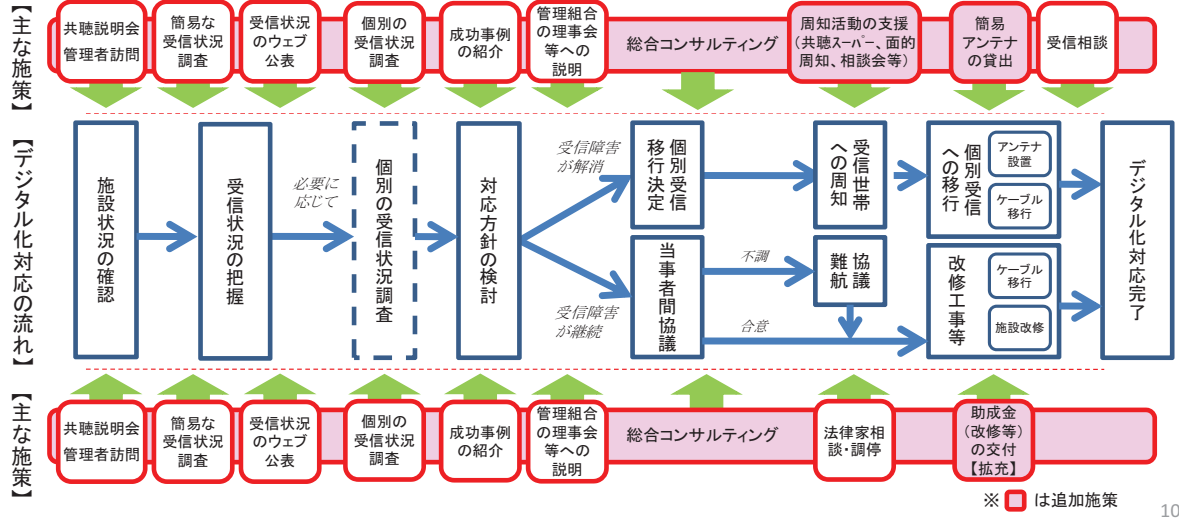 【主な施策】
共聴説明会
管理者訪問
簡易な
受信状況
調査
受信状況
のウェブ
公表
個別の
受信状況
調査
成功事例
の紹介
管理組合
の理事会
等への
説明
総合コンサルティング
周知活動の支援
(共聴スーパー、面的
周知、相談会等)
簡易
アンテナ
の貸出
受信相談
【デジタル化対応の流れ】
施設状況の確認
受信状況の把握
必要に
応じて
個別の受信状況調査
対応方針の検討
受信障害
が解消
受信障害
が継続
個別受信
移行決定
受信世帯
への周知
個別受信
への移行
アンテナ
設置
ケーブル
移行
当事者間協議
不調
協議
難航
合意
改修工事等
ケーブル
移行
施設改修
デジタル化対応完了
【主な施策】
共聴説明会
管理者訪問
簡易な
受信状況
調査
受信状況
のウェブ
公表
個別の
受信状況
調査
成功事例
の紹介
管理組合
の理事会
等への
説明
総合コンサルティング
法律家相
談・調停
助成金
(改修等)
の交付
【拡充】
※ は追加施策
10